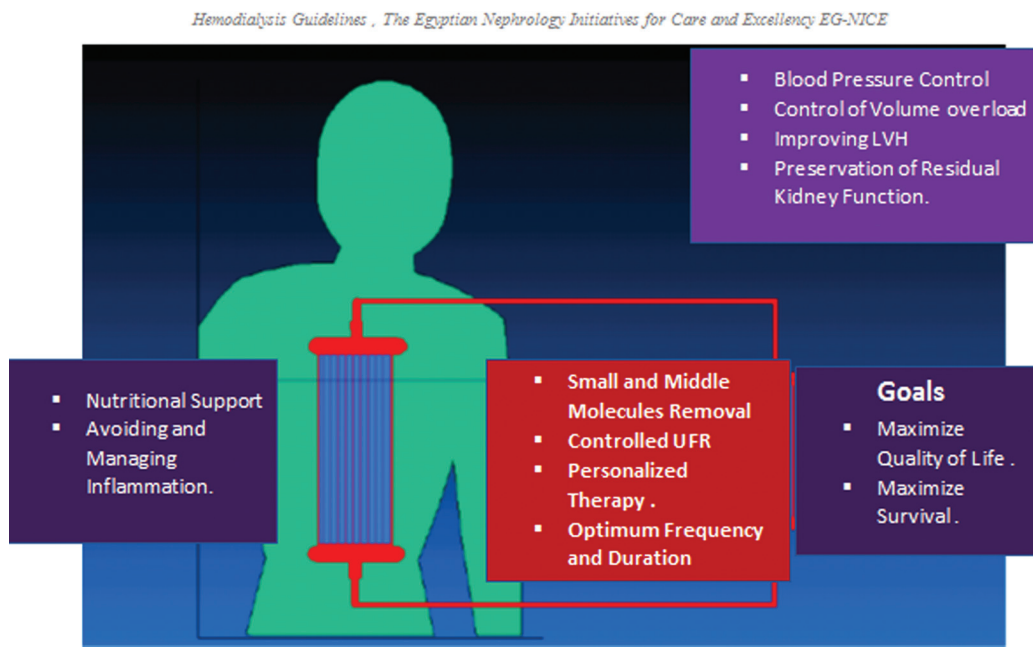 Hemodialysis Guidelines , The Egyptian Nephrology Initiatives for Care and Excellency EG-NICE
▪ Blood Pressure Control
▪ Control of Volume overload
▪ Improving LVH
▪ Preservation of Residual
Kidney Function.
▪ Nutritional Support
▪ Avoiding and
Managing
Inflammation.
▪ Small and Middle
Molecules Removal
▪ Controlled UFR
▪ Personalized
Therapy .
▪ Optimum Frequency
and Duration
Goals
▪ Maximize
Quality of Life .
▪ Maximize
Survival .